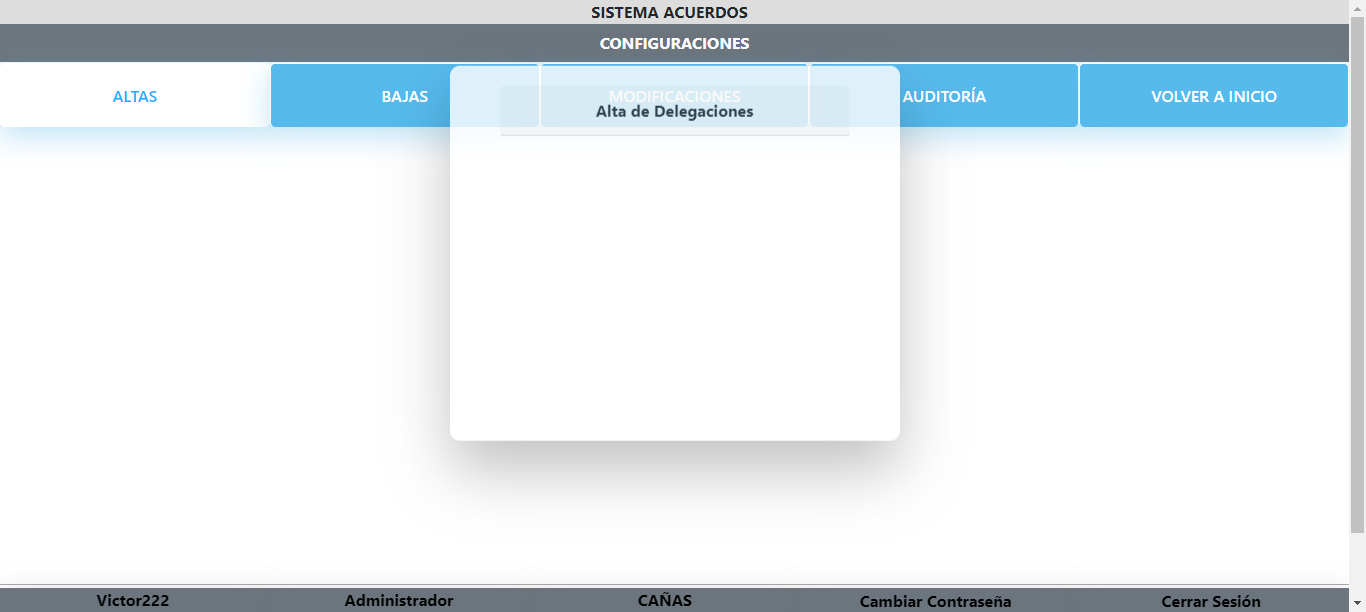 SISTEMA ACUERDOS
CONFIGURACIONES
ALTAS
BAJAS
MODIFICACIONES
AUDITORÍA
VOLVER A INICIO
Alta de Delegaciones
Victor222
Administrador
CAÑAS
Cambiar Contraseña
Cerrar Sesión